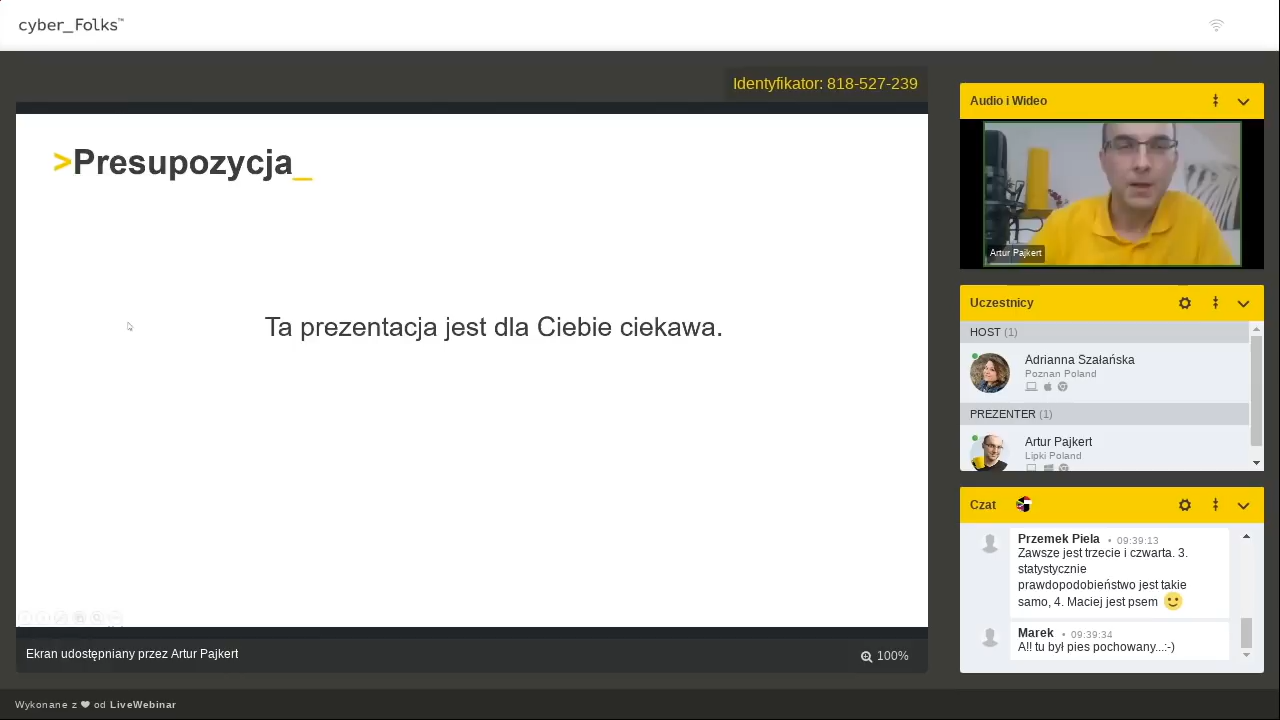 cyber_Folks™
Identyfikator: 818-527-239
>Presupozycja_
Ta prezentacja jest dla Ciebie ciekawa.
Ekran udostępniany przez Artur Pajkert
100%
Audio i Wideo
Artur Pajkert
Uczestnicy
HOST (1)
Adrianna Szałańska
Poznan Poland
PREZENTER (1)
Artur Pajkert
Lipki Poland
Czat
Przemek Piela • 09:39:13
Zawsze jest trzecie i czwarta. 3.
statystycznie
prawdopodobieństwo jest takie
samo, 4. Maciej jest psem 🙂
Marek • 09:39:34
A!! tu był pies pochowany...:-)
Wykonane z ❤ od LiveWebinar